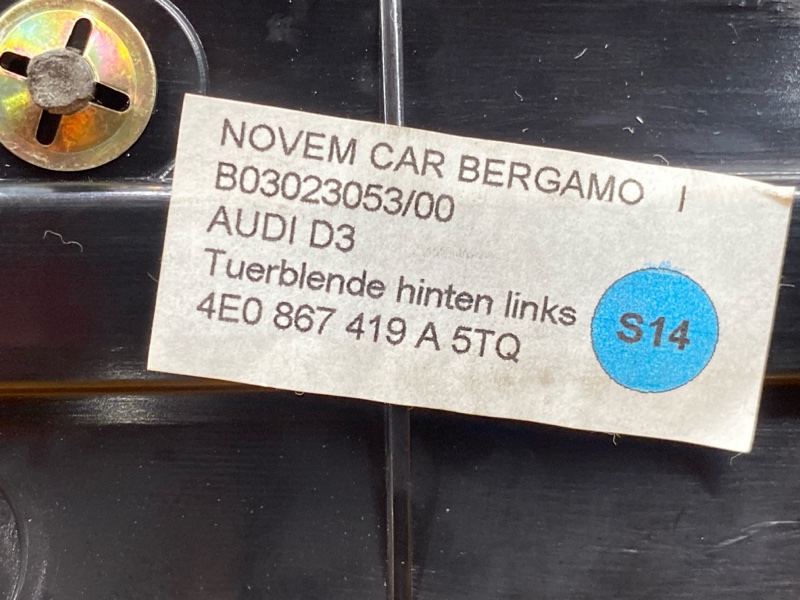 NOVEM CAR BERGAMO I
B03023053/00
AUDI D3
Tuerblende hinten links
4E0 867 419 A 5TQ
S14